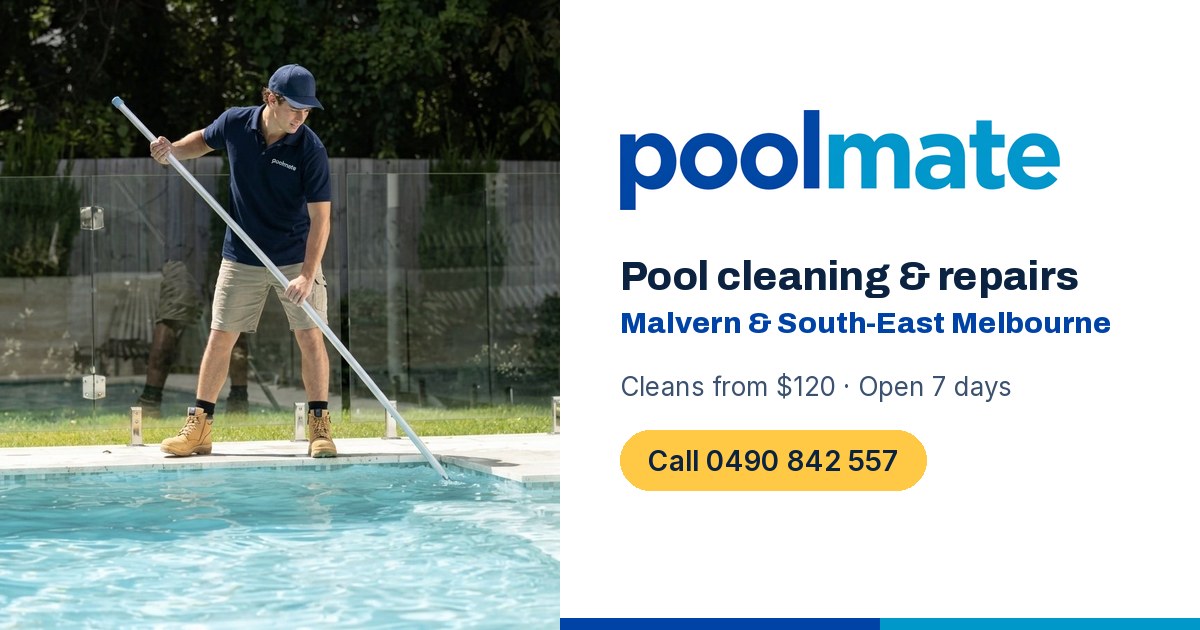 poolmate
poolmate
Pool cleaning & repairs
Malvern & South-East Melbourne
Cleans from $120 · Open 7 days
Call 0490 842 557